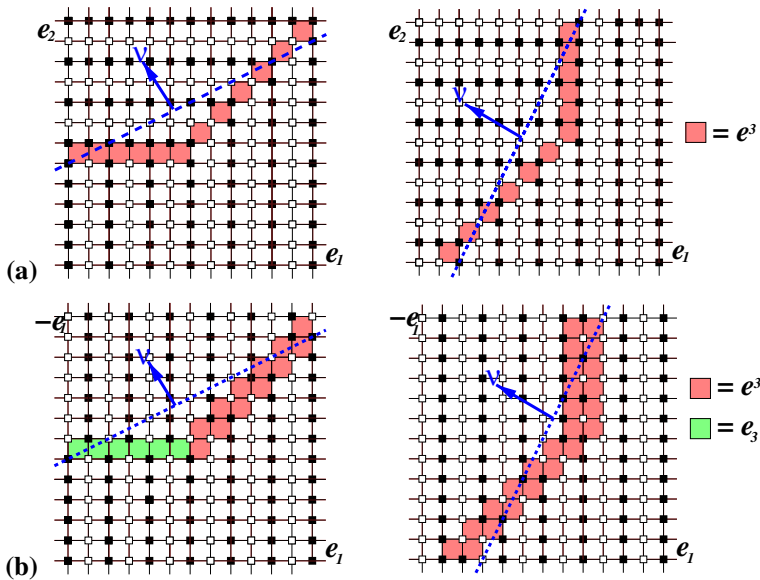 e₂ ν
e₂ ν
= e³
e₁
e₁
(a)
−e₁ ν
−e₁ ν
= e³
= e₃
e₁
e₁
(b)